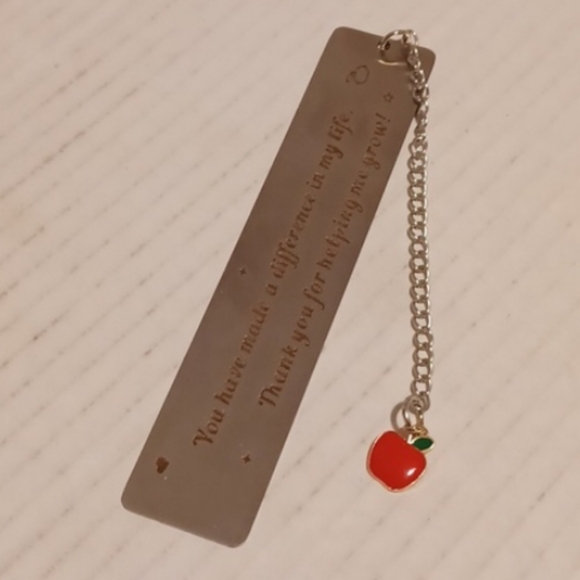 You have made a difference in my life.
Thank you for helping me grow!